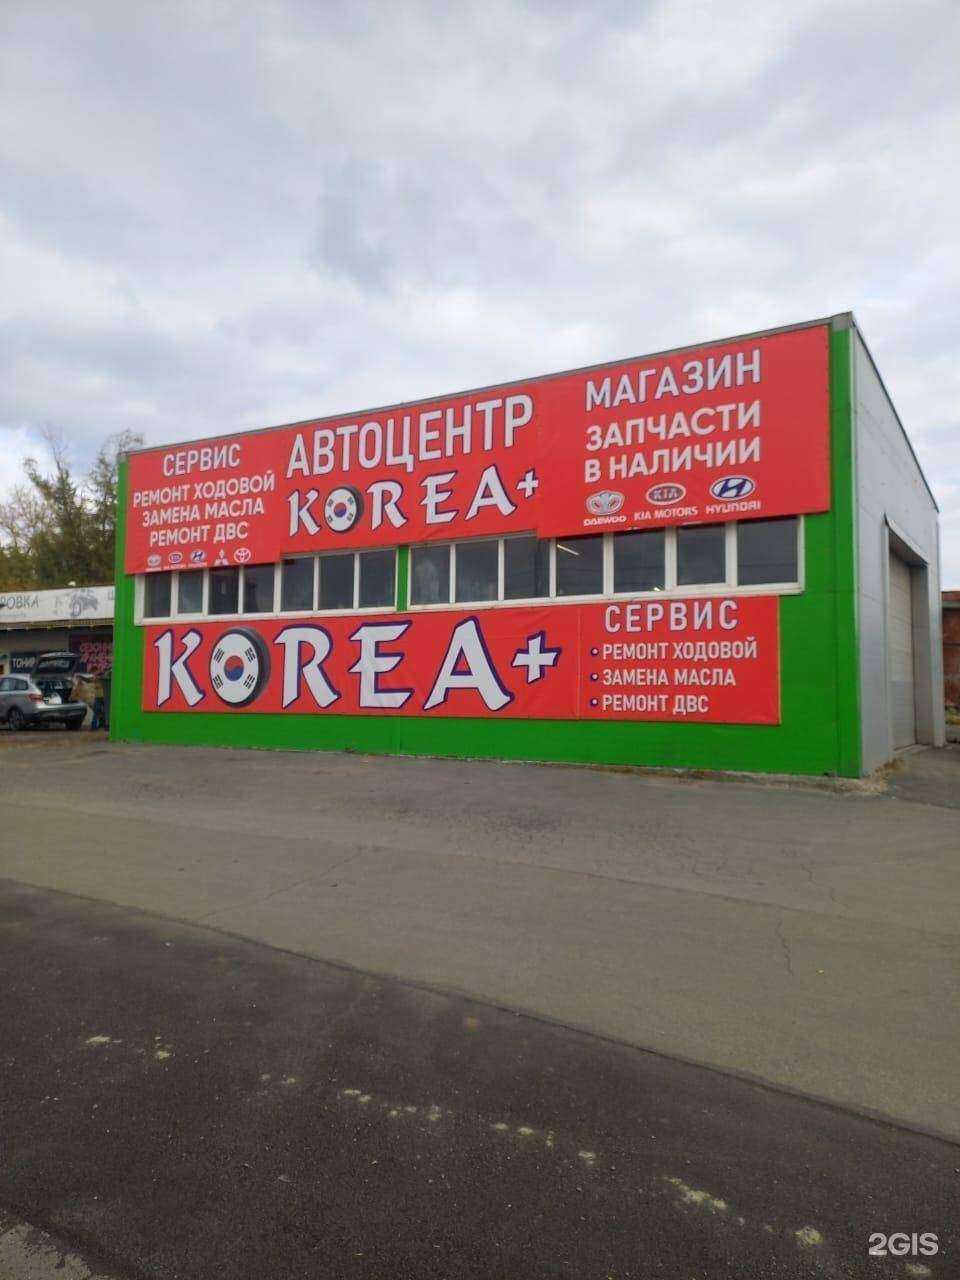 СЕРВИС
РЕМОНТ ХОДОВОЙ
ЗАМЕНА МАСЛА
РЕМОНТ ДВС
АВТОЦЕНТР
KOREA+
МАГАЗИН
ЗАПЧАСТИ
В НАЛИЧИИ
DAEWOO KIA MOTORS HYUNDAI
KOREA+
СЕРВИС
• РЕМОНТ ХОДОВОЙ
• ЗАМЕНА МАСЛА
• РЕМОНТ ДВС
РОВКА
2GIS